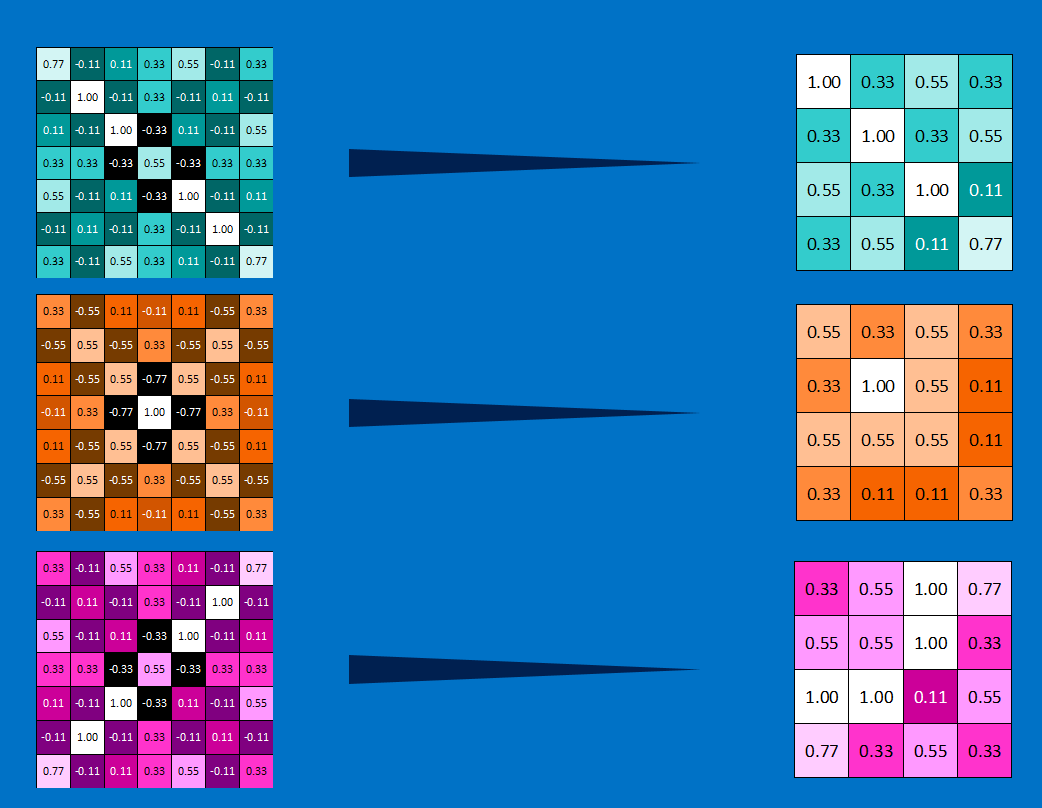 0.77 -0.11 0.11 0.33 0.55 -0.11 0.33
-0.11 1.00 -0.11 0.33 -0.11 0.11 -0.11
0.11 -0.11 1.00 -0.33 0.11 -0.11 0.55
0.33 0.33 -0.33 0.55 -0.33 0.33 0.33
0.55 -0.11 0.11 -0.33 1.00 -0.11 0.11
-0.11 0.11 -0.11 0.33 -0.11 1.00 -0.11
0.33 -0.11 0.55 0.33 0.11 -0.11 0.77
1.00 0.33 0.55 0.33
0.33 1.00 0.33 0.55
0.55 0.33 1.00 0.11
0.33 0.55 0.11 0.77
0.33 -0.55 0.11 -0.11 0.11 -0.55 0.33
-0.55 0.55 -0.55 0.33 -0.55 0.55 -0.55
0.11 -0.55 0.55 -0.77 0.55 -0.55 0.11
-0.11 0.33 -0.77 1.00 -0.77 0.33 -0.11
0.11 -0.55 0.55 -0.77 0.55 -0.55 0.11
-0.55 0.55 -0.55 0.33 -0.55 0.55 -0.55
0.33 -0.55 0.11 -0.11 0.11 -0.55 0.33
0.55 0.33 0.55 0.33
0.33 1.00 0.55 0.11
0.55 0.55 0.55 0.11
0.33 0.11 0.11 0.33
0.33 -0.11 0.55 0.33 0.11 -0.11 0.77
-0.11 0.11 -0.11 0.33 -0.11 1.00 -0.11
0.55 -0.11 0.11 -0.33 1.00 -0.11 0.11
0.33 0.33 -0.33 0.55 -0.33 0.33 0.33
0.11 -0.11 1.00 -0.33 0.11 -0.11 0.55
-0.11 1.00 -0.11 0.33 -0.11 0.11 -0.11
0.77 -0.11 0.11 0.33 0.55 -0.11 0.33
0.33 0.55 1.00 0.77
0.55 0.55 1.00 0.33
1.00 1.00 0.11 0.55
0.77 0.33 0.55 0.33